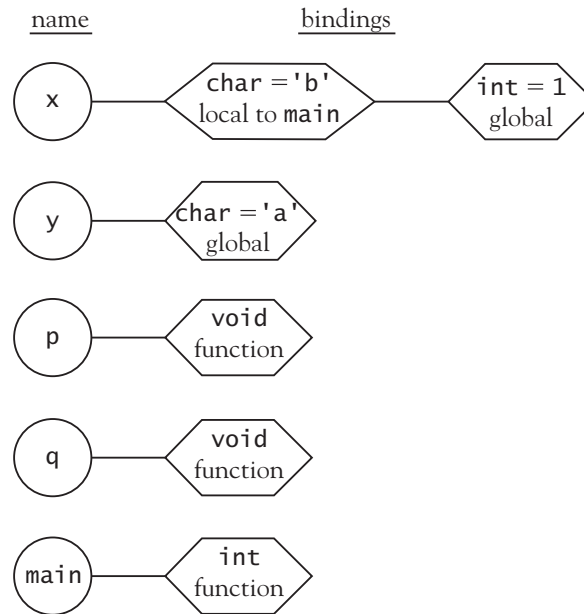 name bindings
x char = 'b' local to main int = 1 global
y char = 'a' global
p void function
q void function
main int function